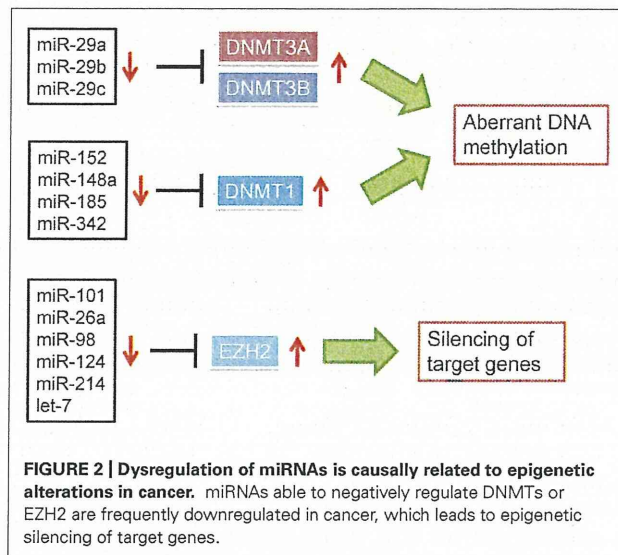 miR-29a
miR-29b
miR-29c
DNMT3A
DNMT3B
Aberrant DNA
methylation
miR-152
miR-148a
miR-185
miR-342
DNMT1
miR-101
miR-26a
miR-98
miR-124
miR-214
let-7
EZH2
Silencing of
target genes
FIGURE 2 | Dysregulation of miRNAs is causally related to epigenetic
alterations in cancer. miRNAs able to negatively regulate DNMTs or
EZH2 are frequently downregulated in cancer, which leads to epigenetic
silencing of target genes.